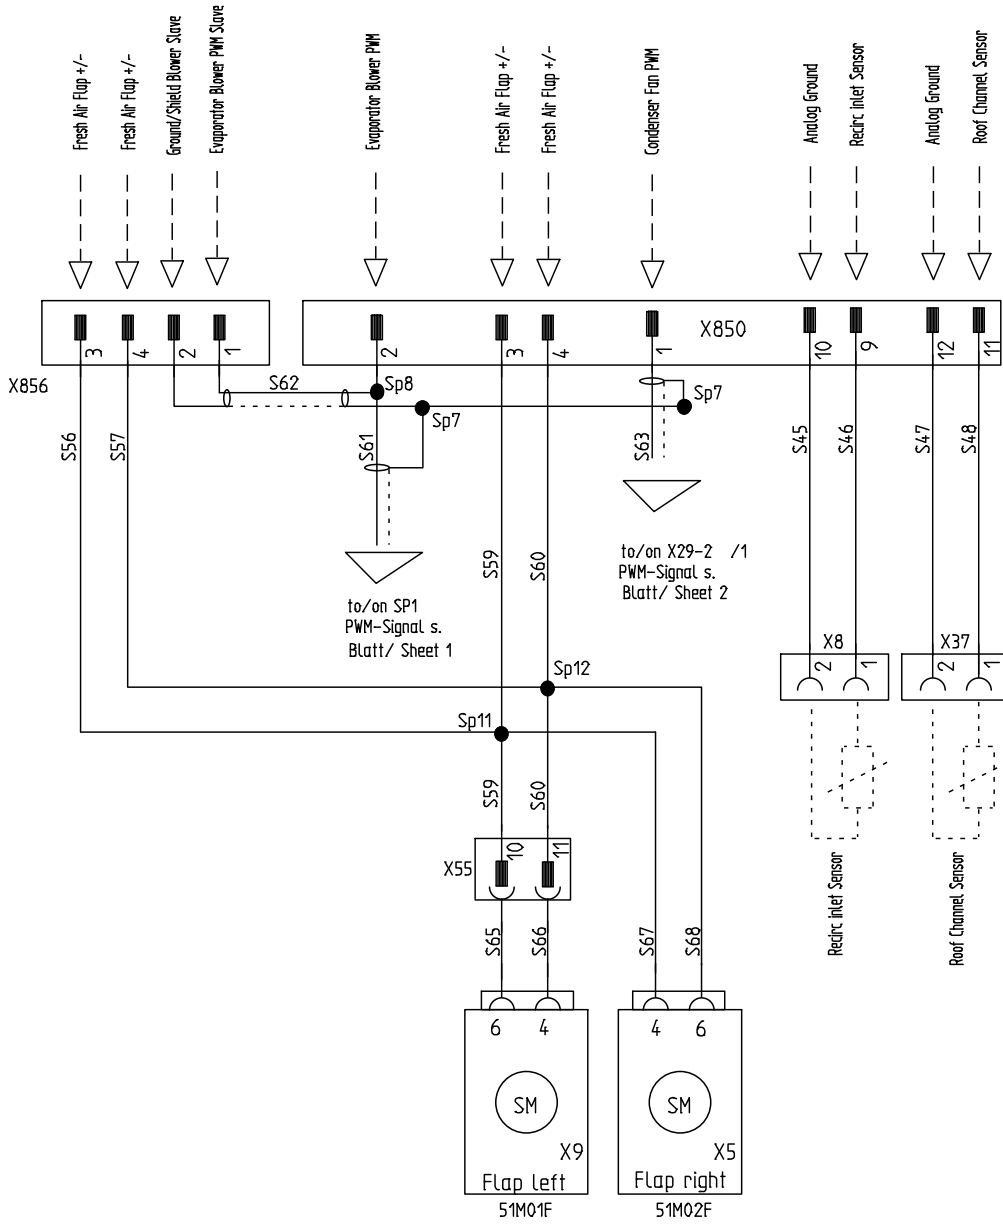 Fresh Air Flap +/-
Fresh Air Flap +/-
Ground/Shield Blower Slave
Evaporator Blower PWM Slave
Evaporator Blower PWM
Fresh Air Flap +/-
Fresh Air Flap +/-
Condenser Fan PWM
Analog Ground
Recirc inlet Sensor
Analog Ground
Roof Channel Sensor
X850
3
4
2
1
2
3
4
1
10
9
12
11
X856
S62
Sp8
Sp7
Sp7
S56
S57
S61
S63
S45
S46
S47
S48
S59
S60
to/on X29-2 /1
PWM-Signal s.
Blatt/ Sheet 2
to/on SP1
PWM-Signal s.
Blatt/ Sheet 1
X8
X37
2
1
2
1
Sp12
Sp11
S59
S60
X55
10
11
Recirc inlet Sensor
Roof Channel Sensor
S65
S66
S67
S68
6
4
4
6
SM
SM
X9
X5
Flap left
Flap right
51M01F
51M02F